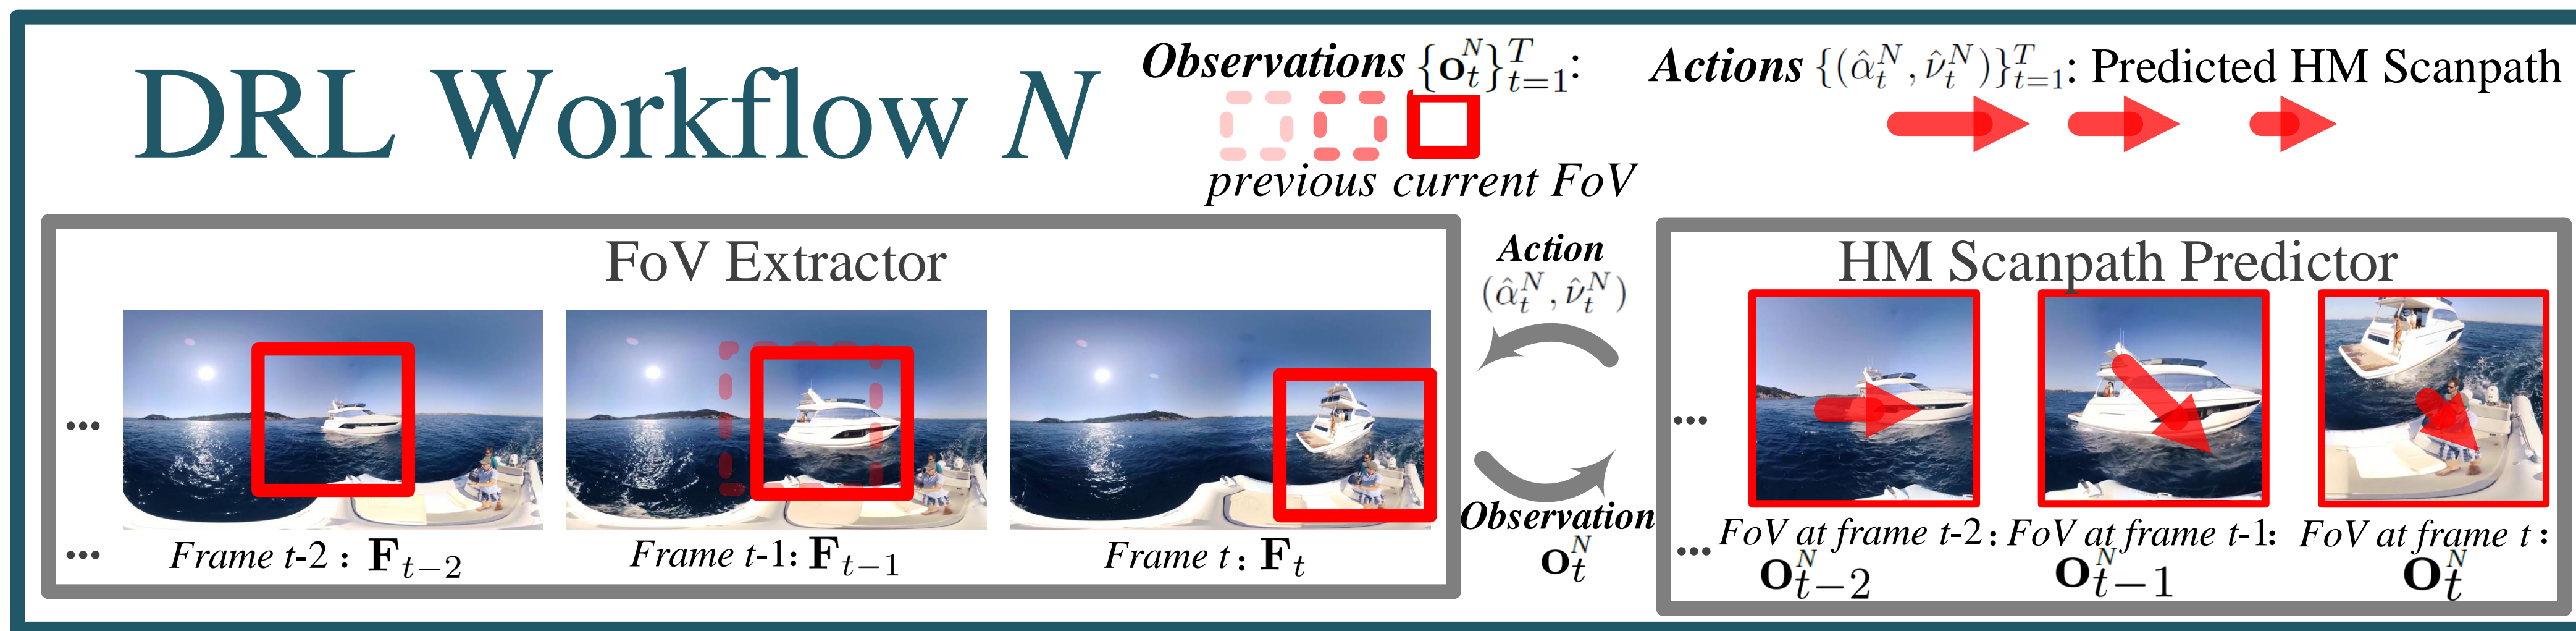 DRL Workflow N
Observations {o_t^N}_{t=1}^T:
previous current FoV
Actions {(α̂_t^N, ν̂_t^N)}_{t=1}^T: Predicted HM Scanpath
FoV Extractor
...
...
Frame t-2 : F_{t-2}
Frame t-1: F_{t-1}
Frame t : F_t
Action
(α̂_t^N, ν̂_t^N)
Observation
o_t^N
HM Scanpath Predictor
...
...
FoV at frame t-2:
o_{t-2}^N
FoV at frame t-1:
o_{t-1}^N
FoV at frame t :
o_t^N